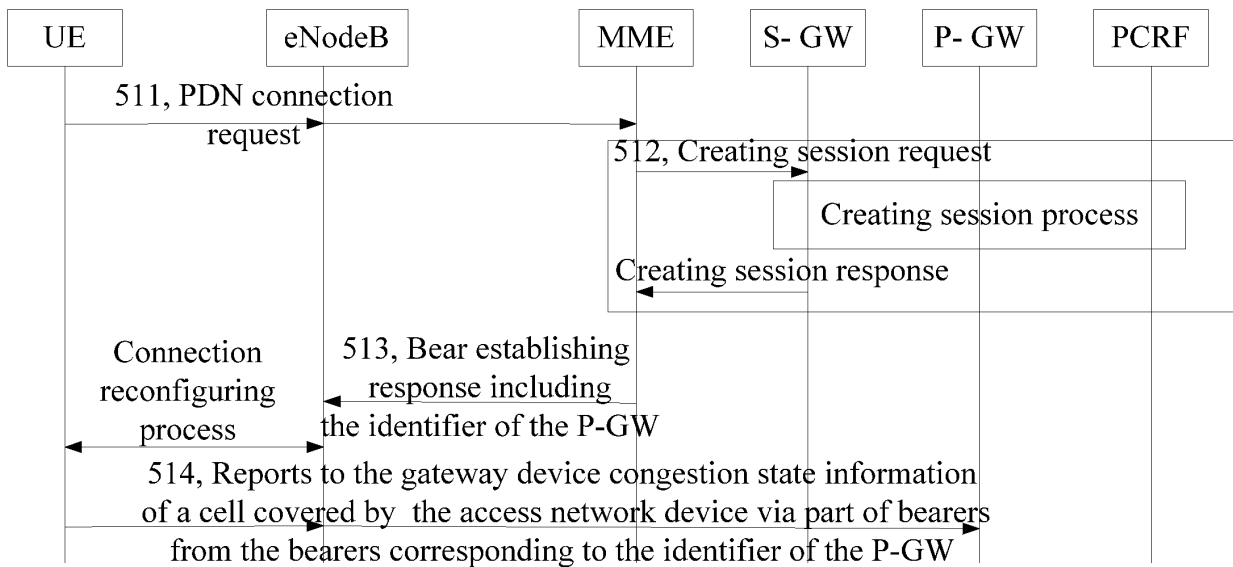 UE
eNodeB
MME
S- GW
P- GW
PCRF
511, PDN connection
request
512, Creating session request
Creating session process
Creating session response
Connection
reconfiguring
process
513, Bear establishing
response including
the identifier of the P-GW
514, Reports to the gateway device congestion state information
of a cell covered by the access network device via part of bearers
from the bearers corresponding to the identifier of the P-GW